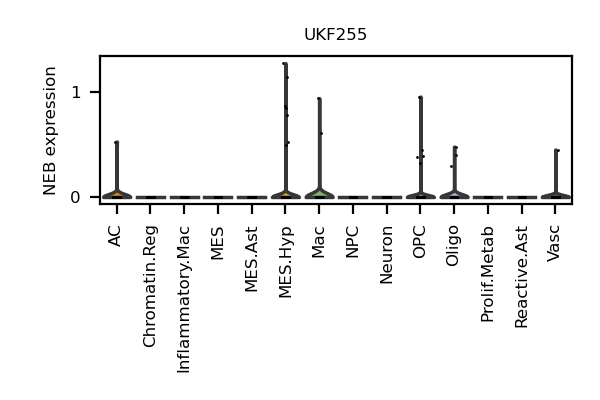 UKF255
NEB expression
1
0
AC
Chromatin.Reg
Inflammatory.Mac
MES
MES.Ast
MES.Hyp
Mac
NPC
Neuron
OPC
Oligo
Prolif.Metab
Reactive.Ast
Vasc